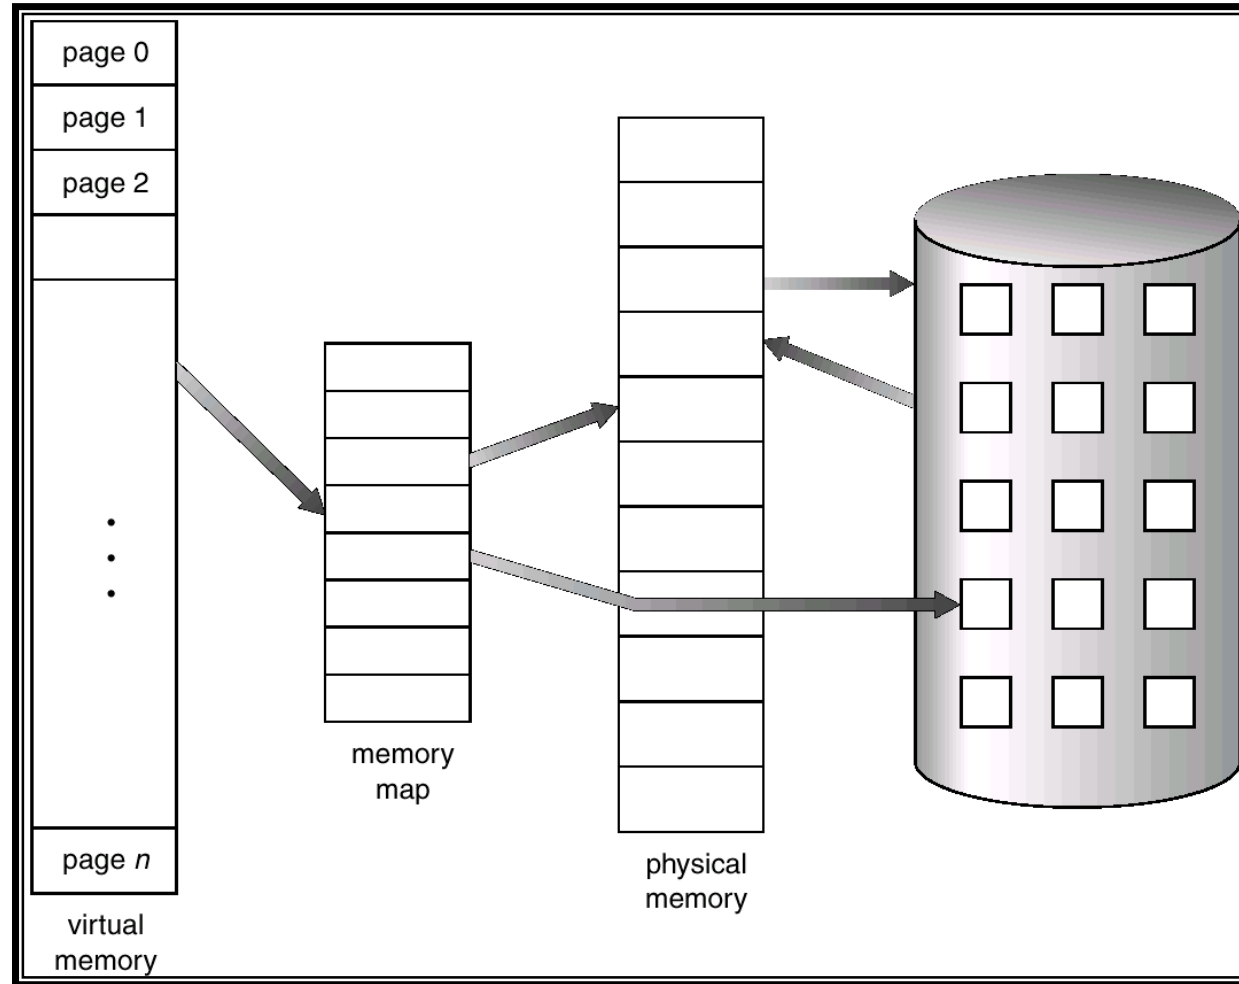 page 0
page 1
page 2
page n
virtual
memory
memory
map
physical
memory